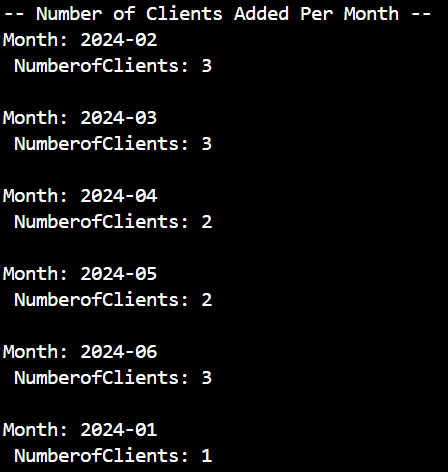 -- Number of Clients Added Per Month --
Month: 2024-02
NumberofClients: 3
Month: 2024-03
NumberofClients: 3
Month: 2024-04
NumberofClients: 2
Month: 2024-05
NumberofClients: 2
Month: 2024-06
NumberofClients: 3
Month: 2024-01
NumberofClients: 1